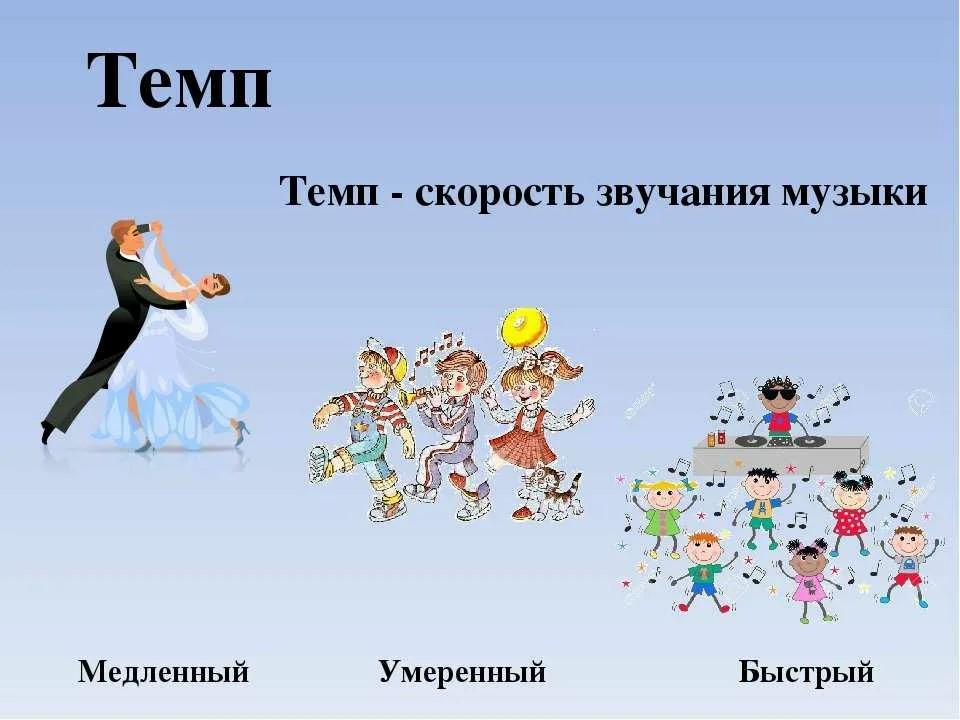 Темп
Темп - скорость звучания музыки
Медленный
Умеренный
Быстрый